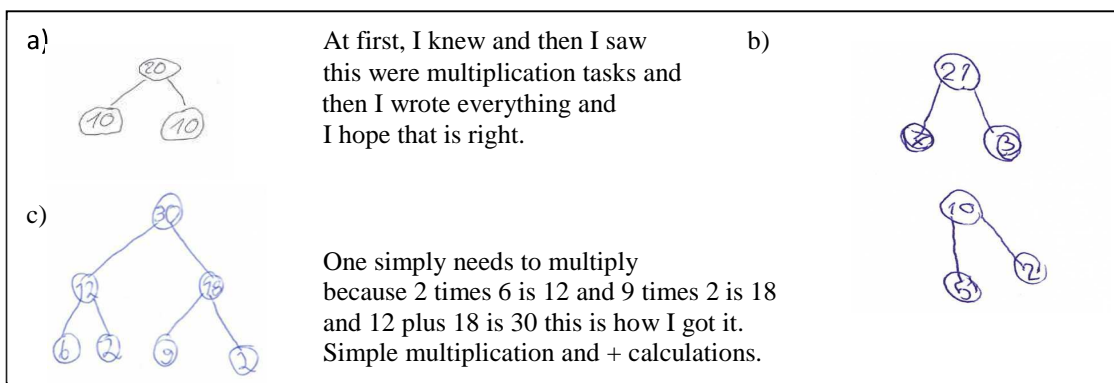 a)
20
10 10
At first, I knew and then I saw
this were multiplication tasks and
then I wrote everything and
I hope that is right.
b)
21
7 3
10
5 2
c)
30
12 18
6 2 9 2
One simply needs to multiply
because 2 times 6 is 12 and 9 times 2 is 18
and 12 plus 18 is 30 this is how I got it.
Simple multiplication and + calculations.